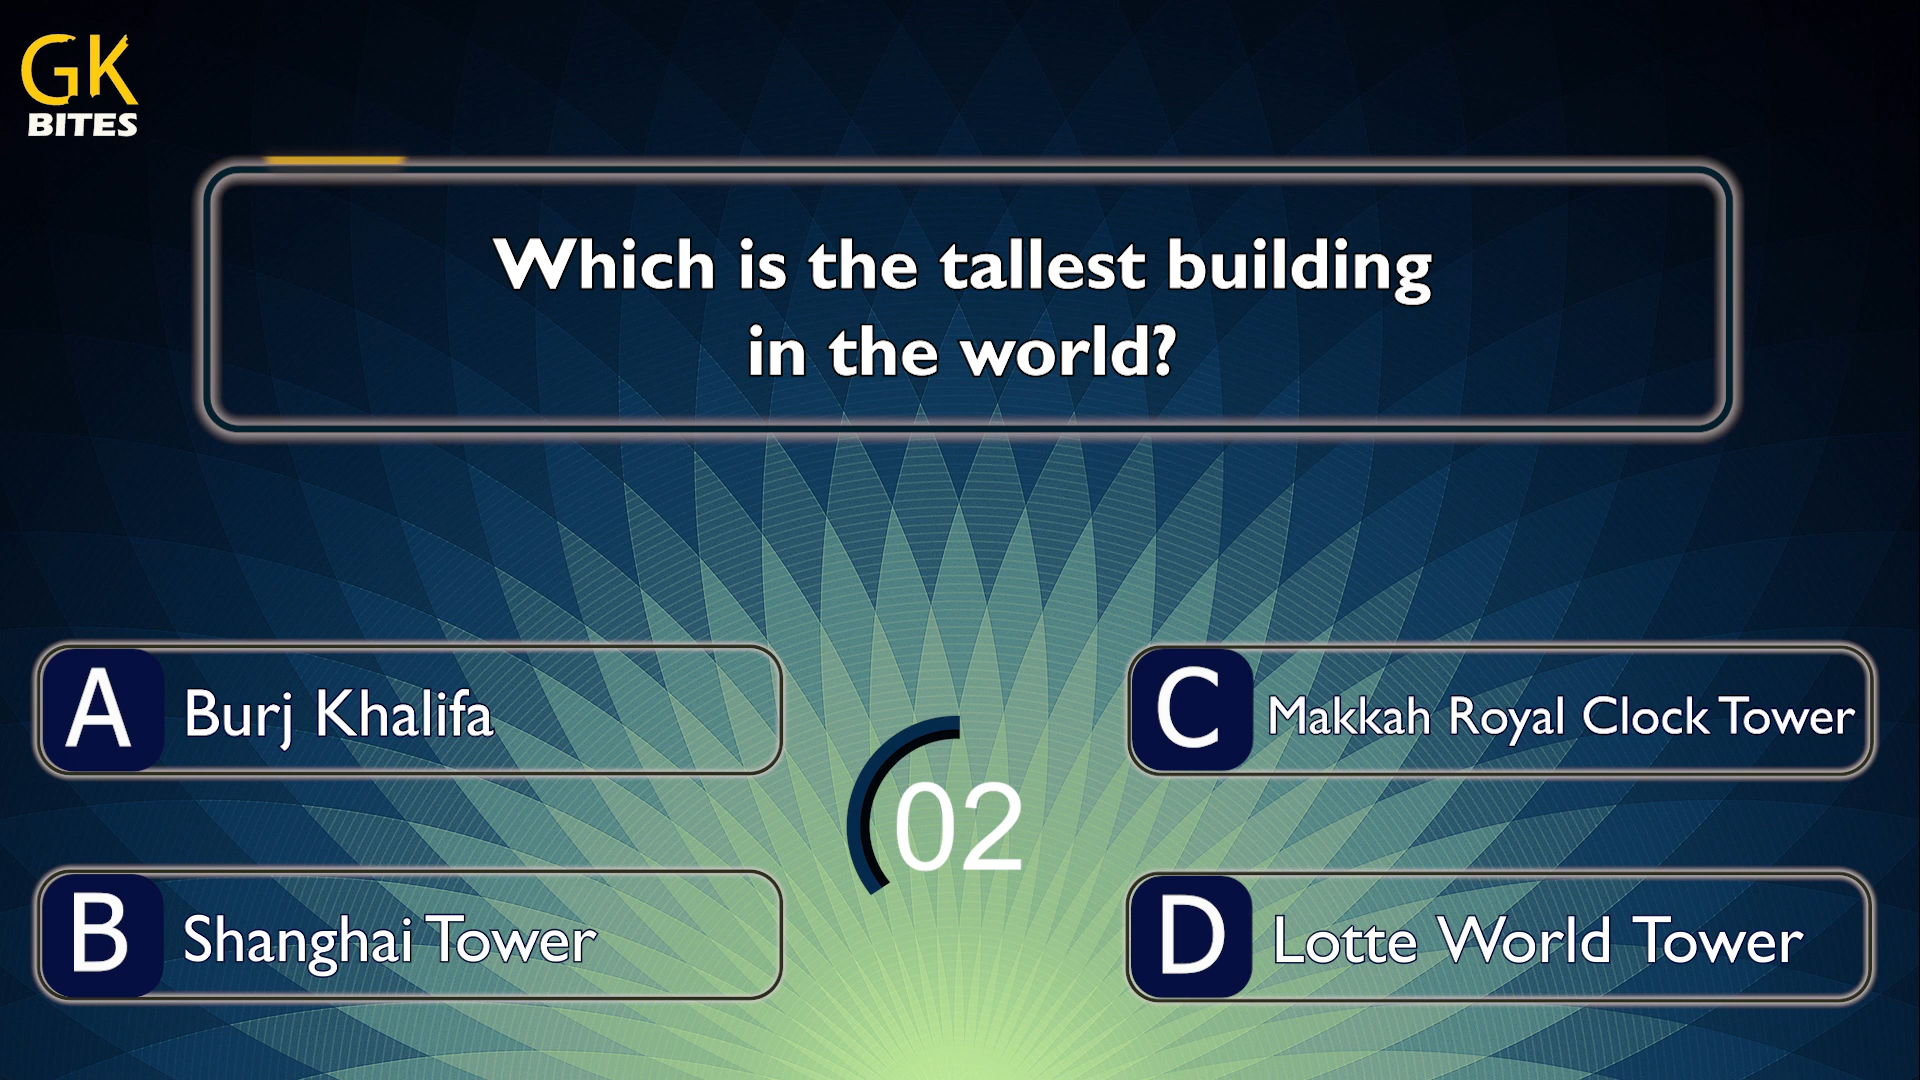 GK
BITES
Which is the tallest building
in the world?
A Burj Khalifa
B Shanghai Tower
C Makkah Royal Clock Tower
D Lotte World Tower
02